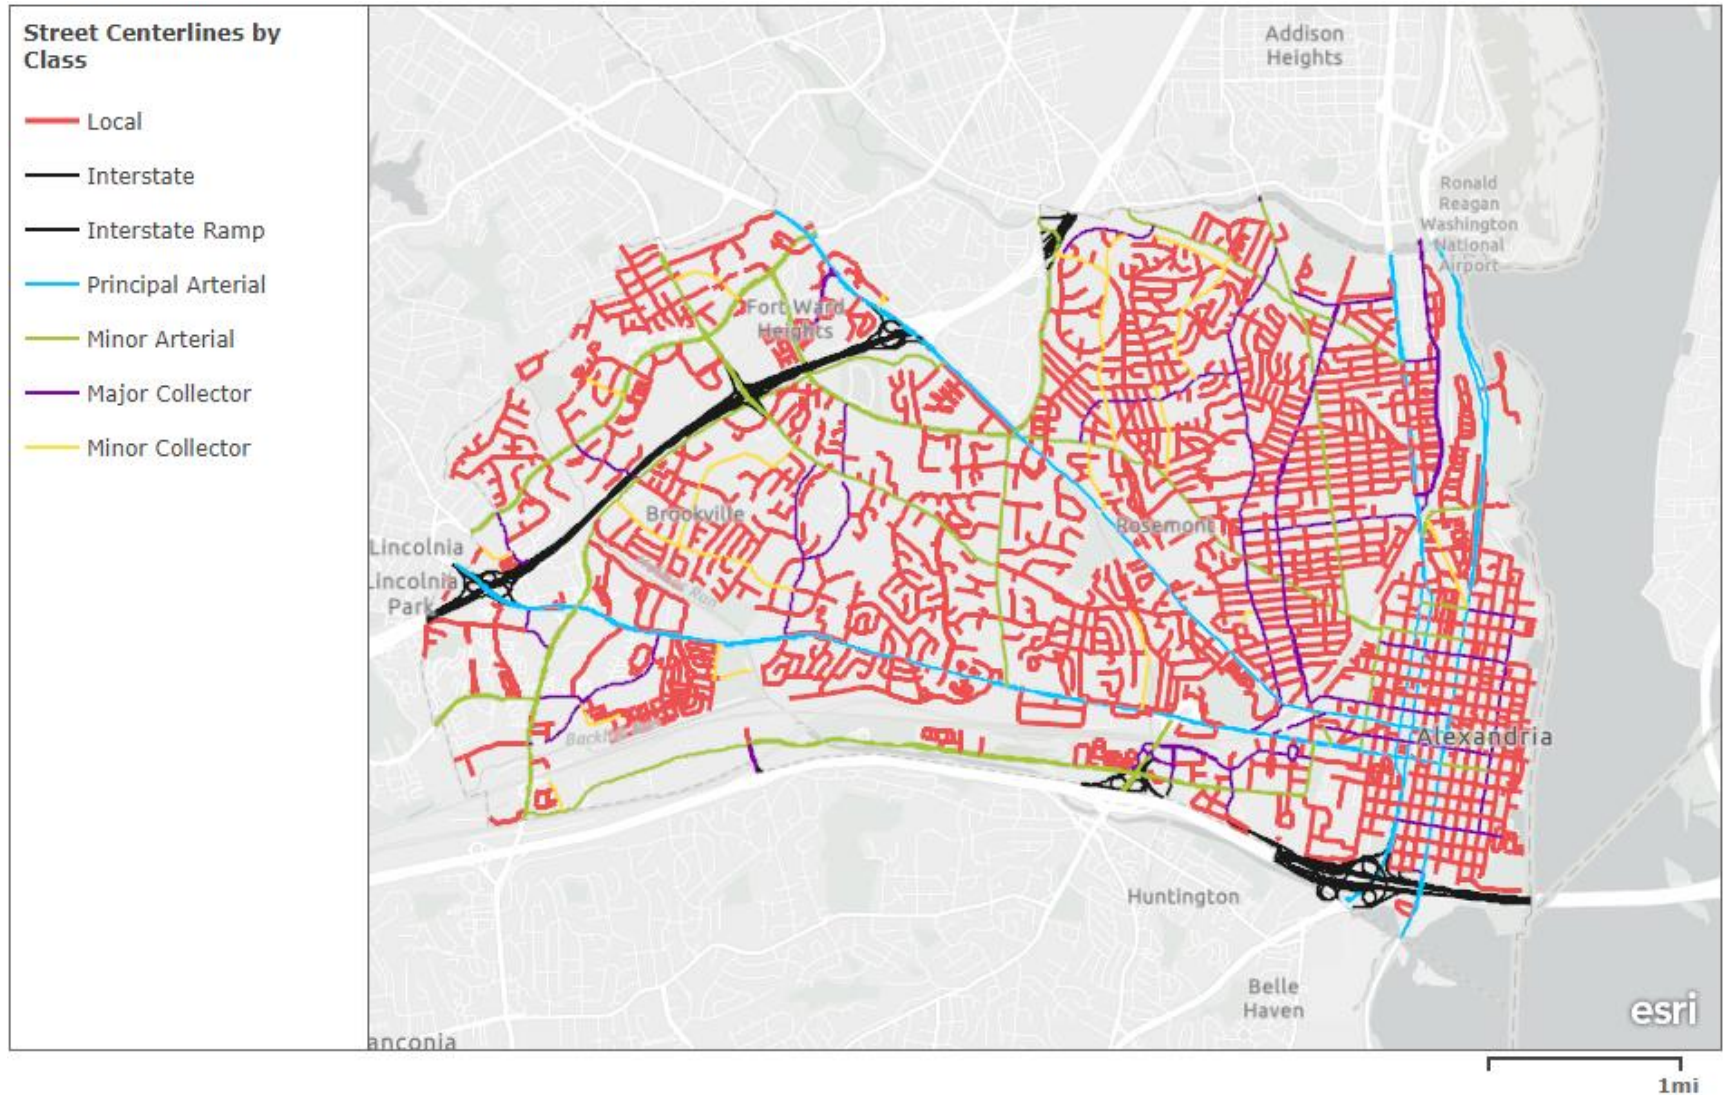 Street Centerlines by
Class
Local
Interstate
Interstate Ramp
Principal Arterial
Minor Arterial
Major Collector
Minor Collector
Addison
Heights
Ronald
Reagan
Washington
National
Airport
Fort Ward
Heights
Brookville
Rosemont
Lincolnia
Lincolnia
Park
Run
Alexandria
Huntington
Belle
Haven
anconia
esri
1mi